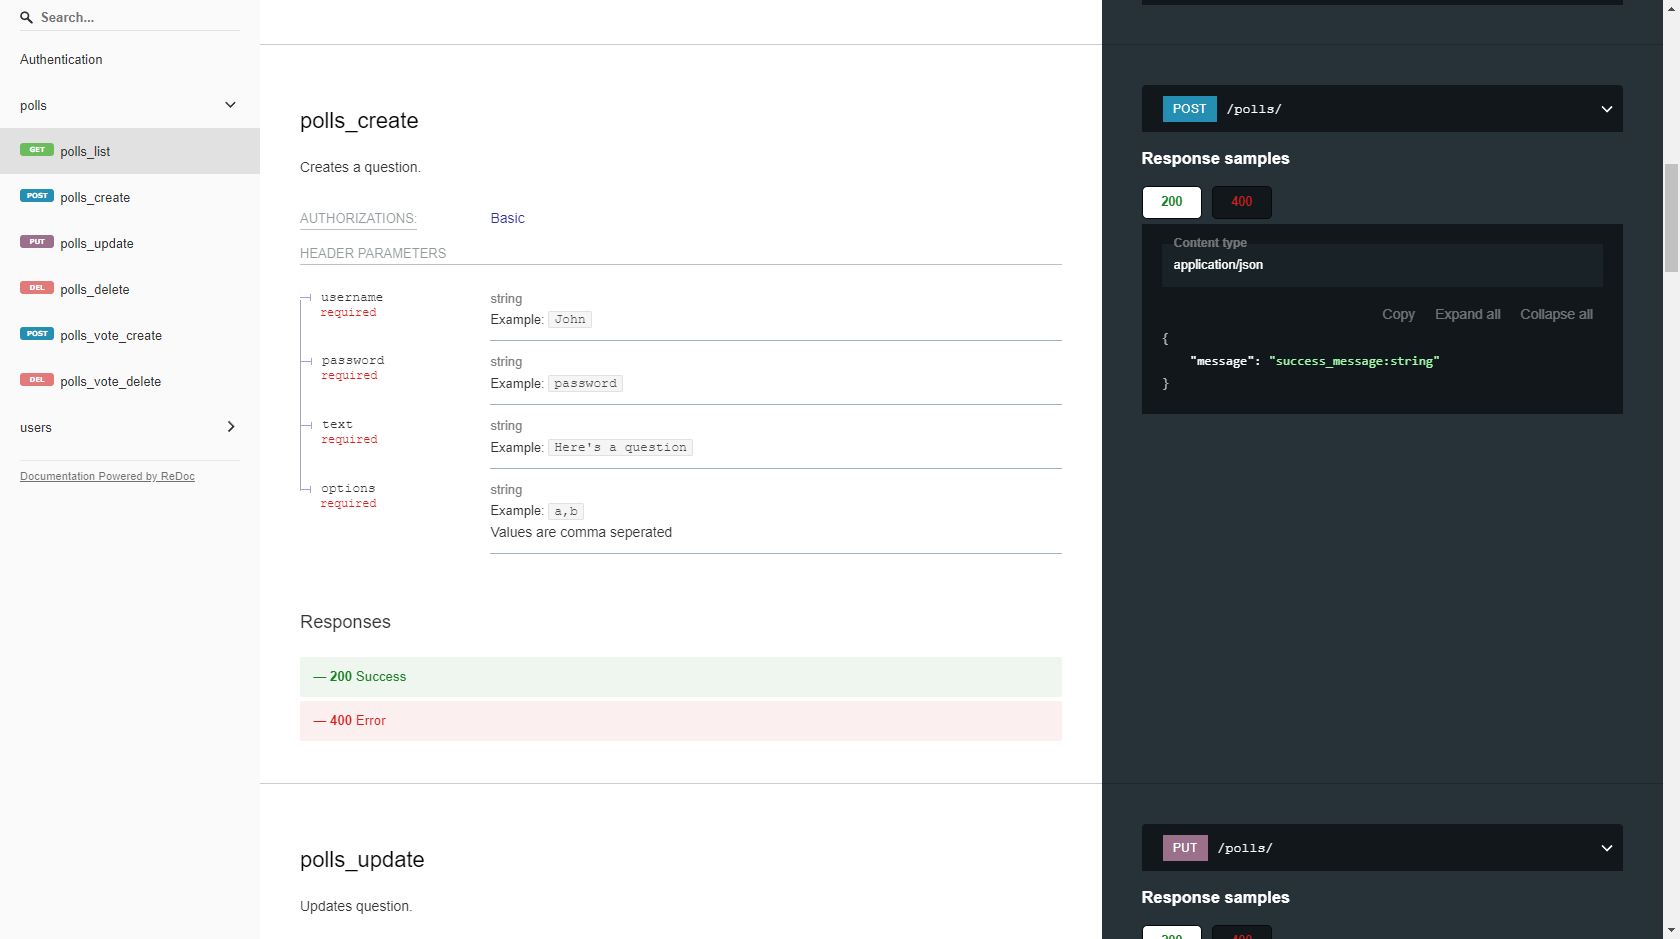 Search...
Authentication
polls
GET polls_list
POST polls_create
PUT polls_update
DEL polls_delete
POST polls_vote_create
DEL polls_vote_delete
users
Documentation Powered by ReDoc
polls_create
Creates a question.
AUTHORIZATIONS: Basic
HEADER PARAMETERS
username string
required Example: John
password string
required Example: password
text string
required Example: Here's a question
options string
required Example: a,b
Values are comma seperated
Responses
— 200 Success
— 400 Error
polls_update
Updates question.
POST /polls/
Response samples
200 400
Content type
application/json
Copy Expand all Collapse all
{
"message": "success_message:string"
}
PUT /polls/
Response samples
200 400